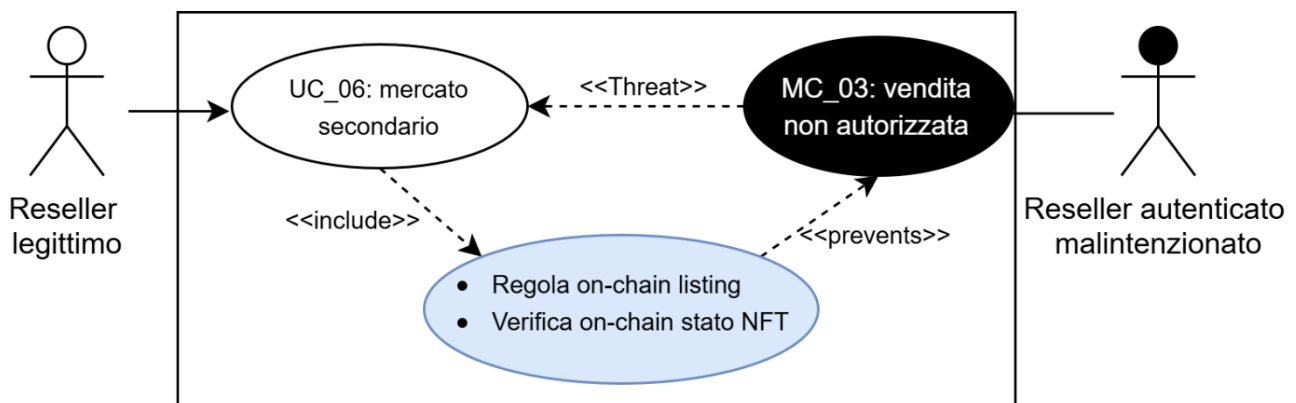 UC_06: mercato
secondario
<<Threat>>
MC_03: vendita
non autorizzata
Reseller
legittimo
<<include>>
<<prevents>>
Reseller autenticato
malintenzionato
● Regola on-chain listing
● Verifica on-chain stato NFT